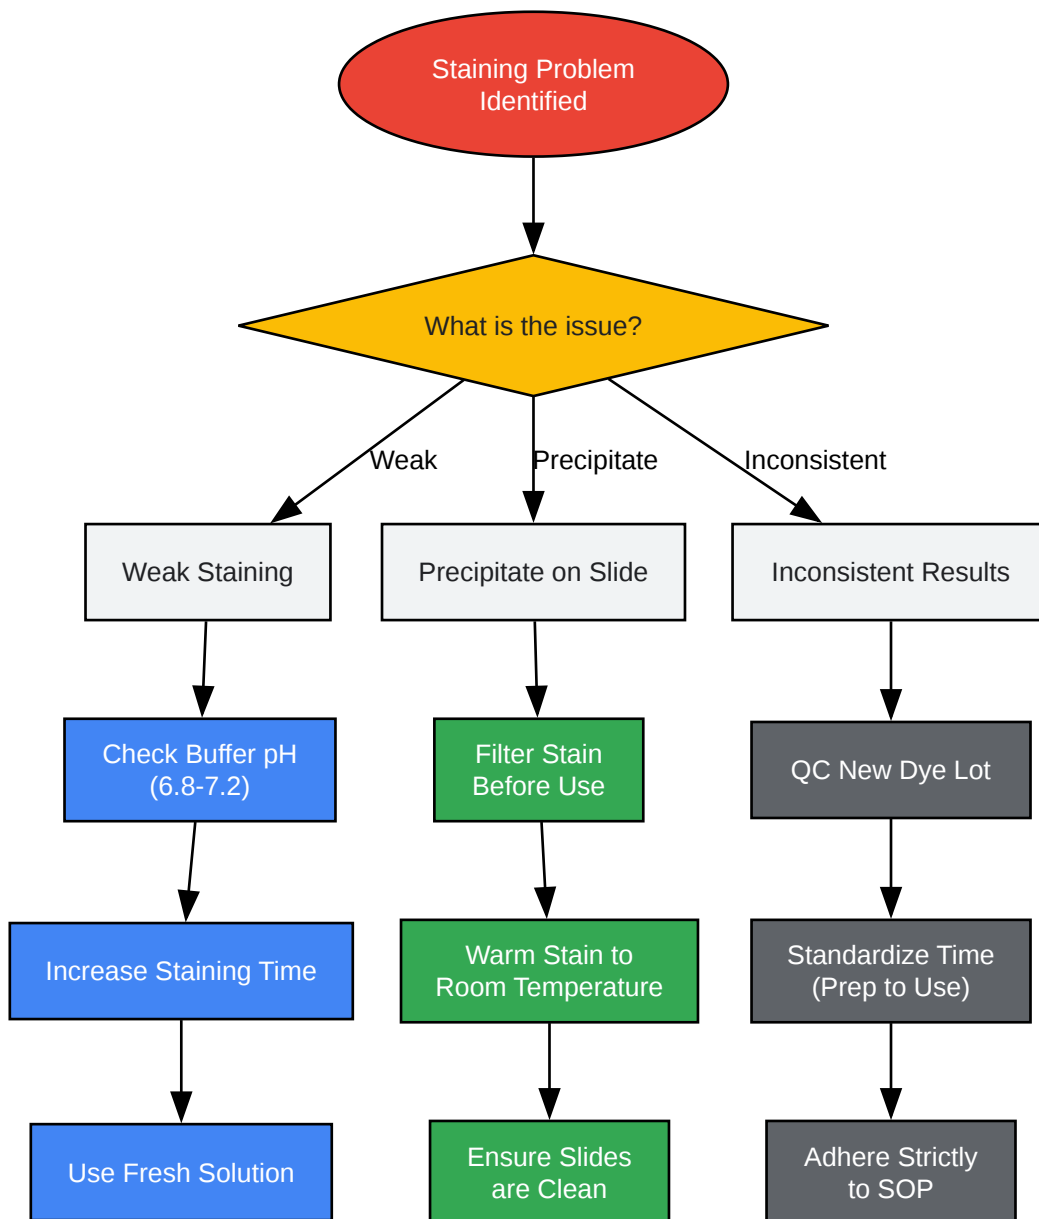 Staining Problem
Identified
What is the issue?
Weak
Precipitate
Inconsistent
Weak Staining
Precipitate on Slide
Inconsistent Results
Check Buffer pH
(6.8-7.2)
Filter Stain
Before Use
QC New Dye Lot
Increase Staining Time
Warm Stain to
Room Temperature
Standardize Time
(Prep to Use)
Use Fresh Solution
Ensure Slides
are Clean
Adhere Strictly
to SOP